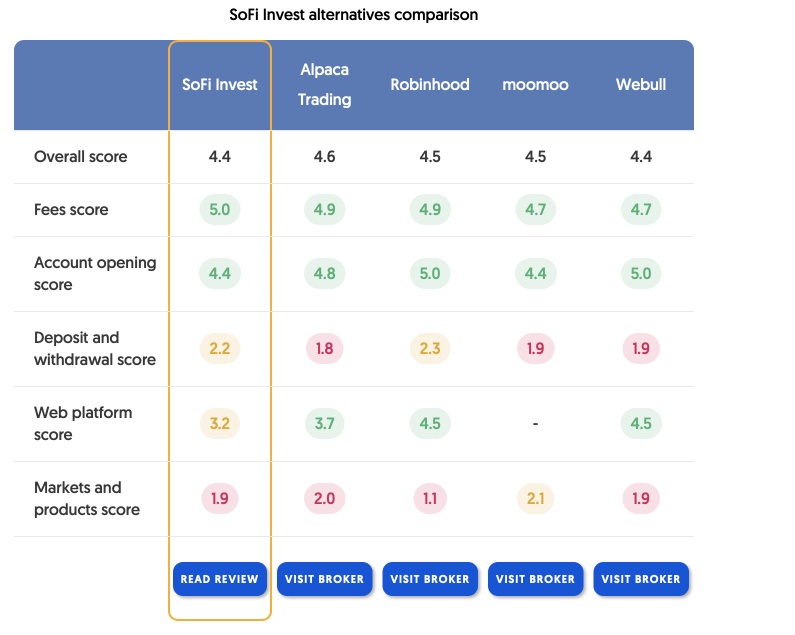 SoFi Invest alternatives comparison
SoFi Invest Alpaca Trading Robinhood moomoo Webull
Overall score 4.4 4.6 4.5 4.5 4.4
Fees score 5.0 4.9 4.9 4.7 4.7
Account opening score 4.4 4.8 5.0 4.4 5.0
Deposit and withdrawal score 2.2 1.8 2.3 1.9 1.9
Web platform score 3.2 3.7 4.5 - 4.5
Markets and products score 1.9 2.0 1.1 2.1 1.9
READ REVIEW VISIT BROKER VISIT BROKER VISIT BROKER VISIT BROKER